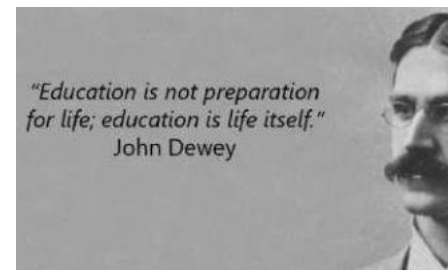 “Education is not preparation
for life; education is life itself.”
John Dewey